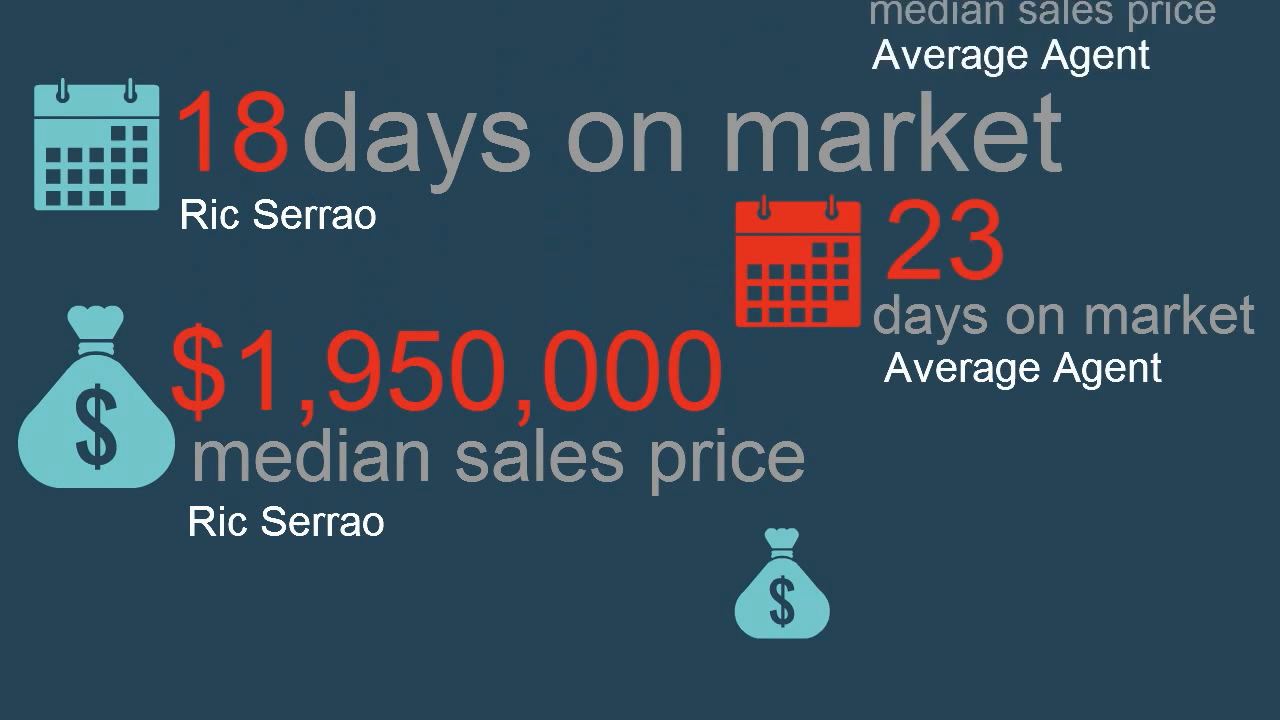 median sales price
Average Agent
18 days on market
Ric Serrao
23
days on market
Average Agent
$1,950,000
median sales price
Ric Serrao
$
$